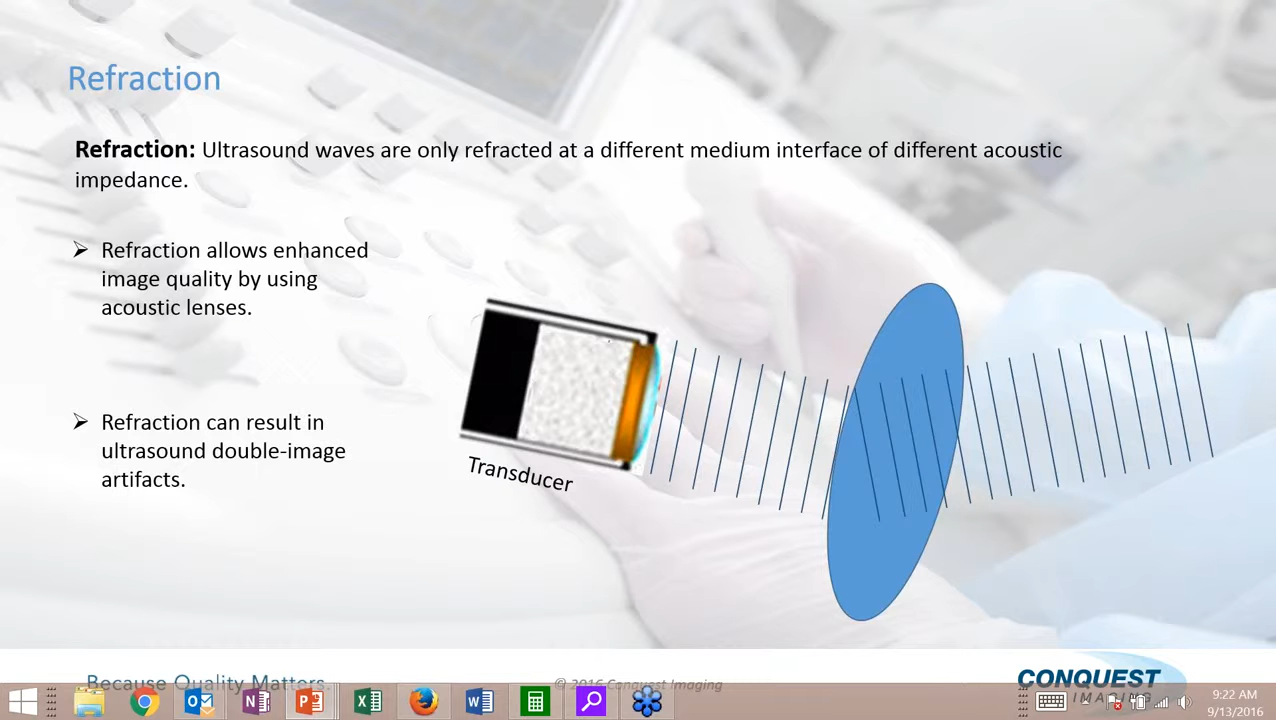 Refraction
Refraction: Ultrasound waves are only refracted at a different medium interface of different acoustic
impedance.
Refraction allows enhanced
image quality by using
acoustic lenses.
Refraction can result in
ultrasound double-image
artifacts.
Transducer
Because Quality Matters.
© 2016 Conquest Imaging
CONQUEST
IMAGING
9:22 AM
9/13/2016